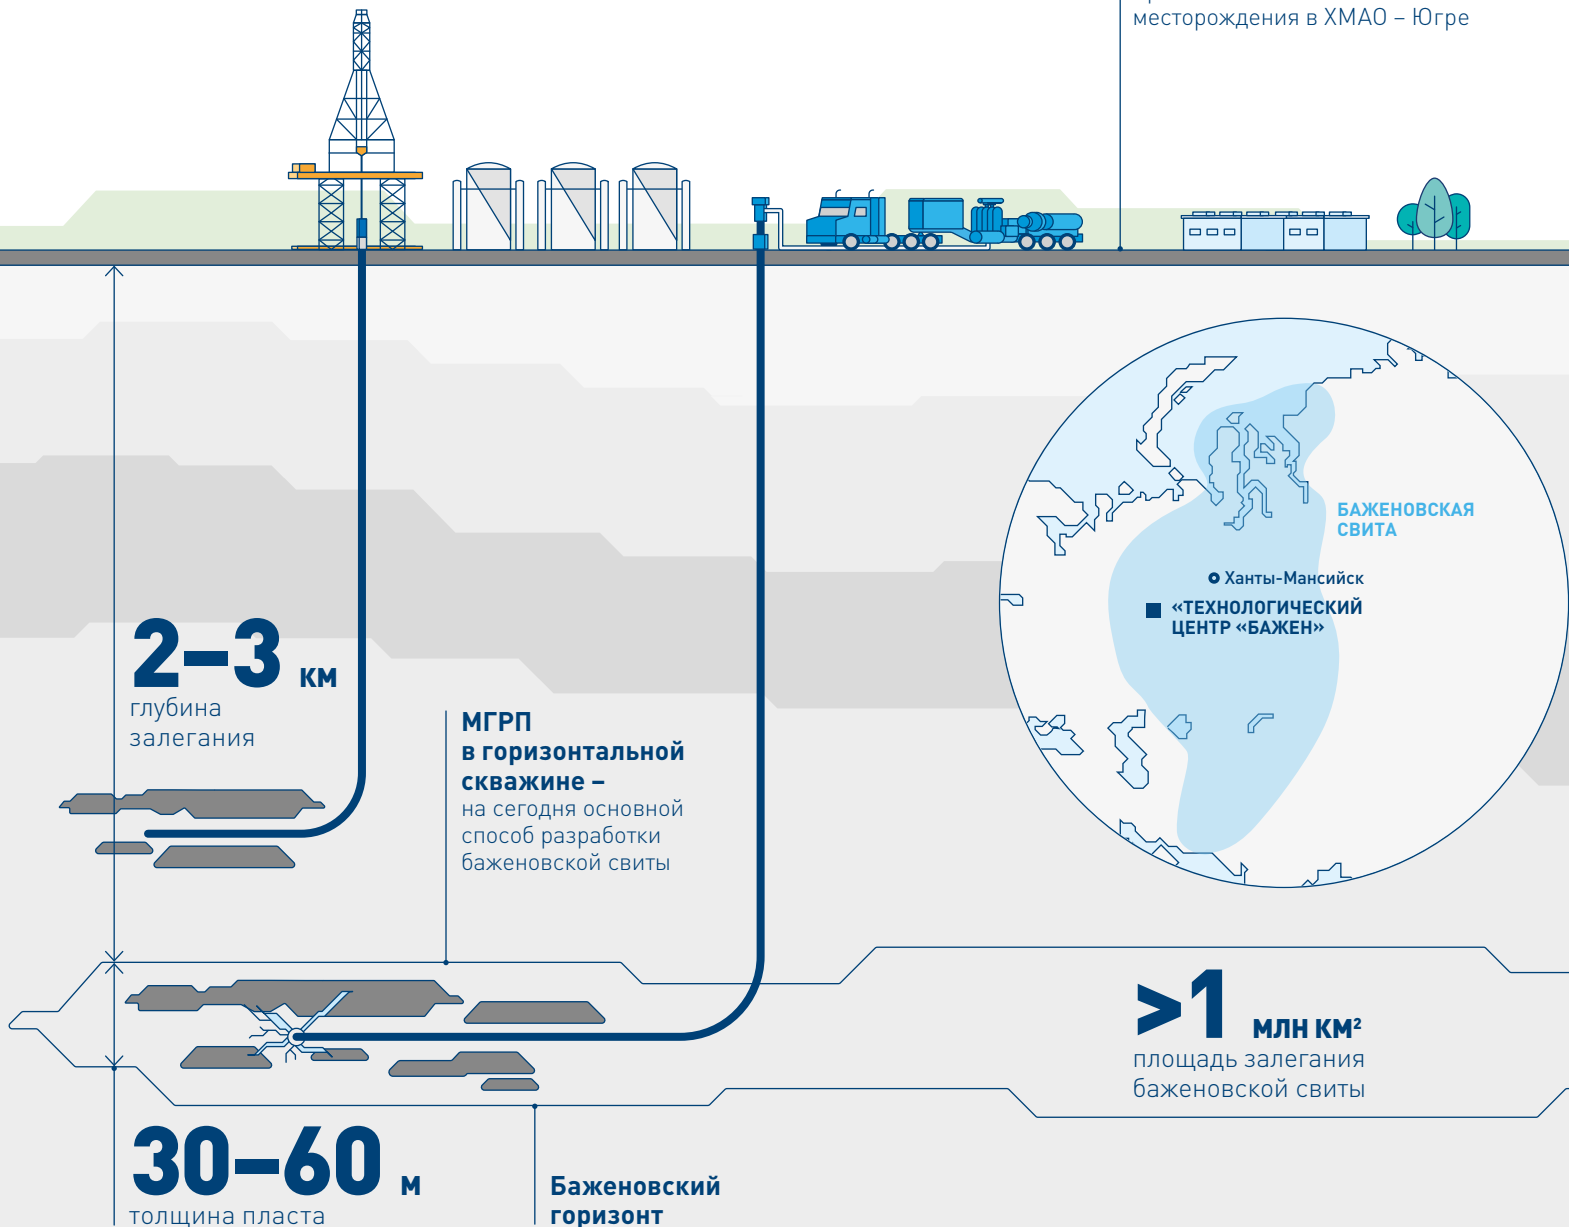 месторождения в ХМАО – Югре
БАЖЕНОВСКАЯ
СВИТА
Ханты-Мансийск
«ТЕХНОЛОГИЧЕСКИЙ
ЦЕНТР «БАЖЕН»
2–3 км
глубина
залегания
МГРП
в горизонтальной
скважине –
на сегодня основной
способ разработки
баженовской свиты
>1 МЛН КМ²
площадь залегания
баженовской свиты
30–60 м
толщина пласта
Баженовский
горизонт